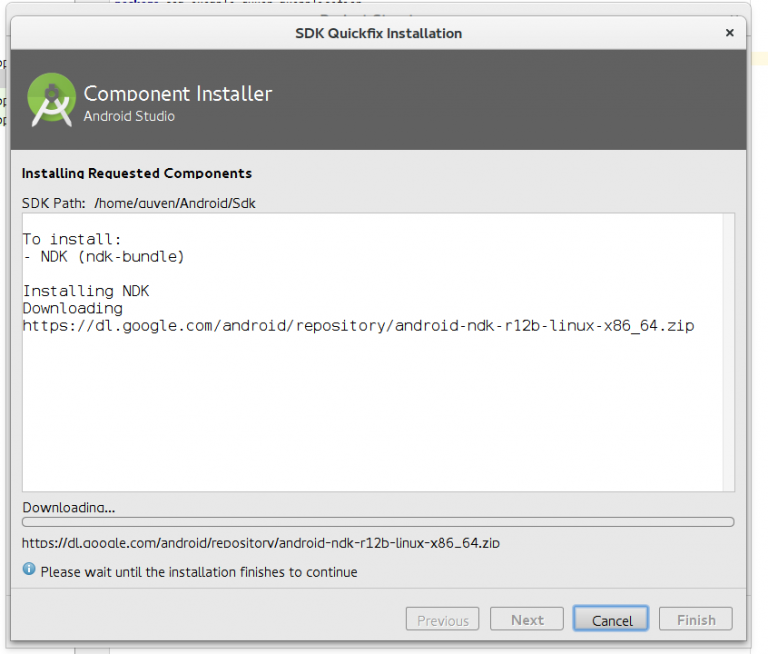 SDK Quickfix Installation
Component Installer
Android Studio
Installing Requested Components
SDK Path: /home/guven/Android/Sdk
To install:
- NDK (ndk-bundle)
Installing NDK
Downloading
https://dl.google.com/android/repository/android-ndk-r12b-linux-x86_64.zip
Downloading...
https://dl.google.com/android/repository/android-ndk-r12b-linux-x86_64.zip
Please wait until the installation finishes to continue
Previous
Next
Cancel
Finish